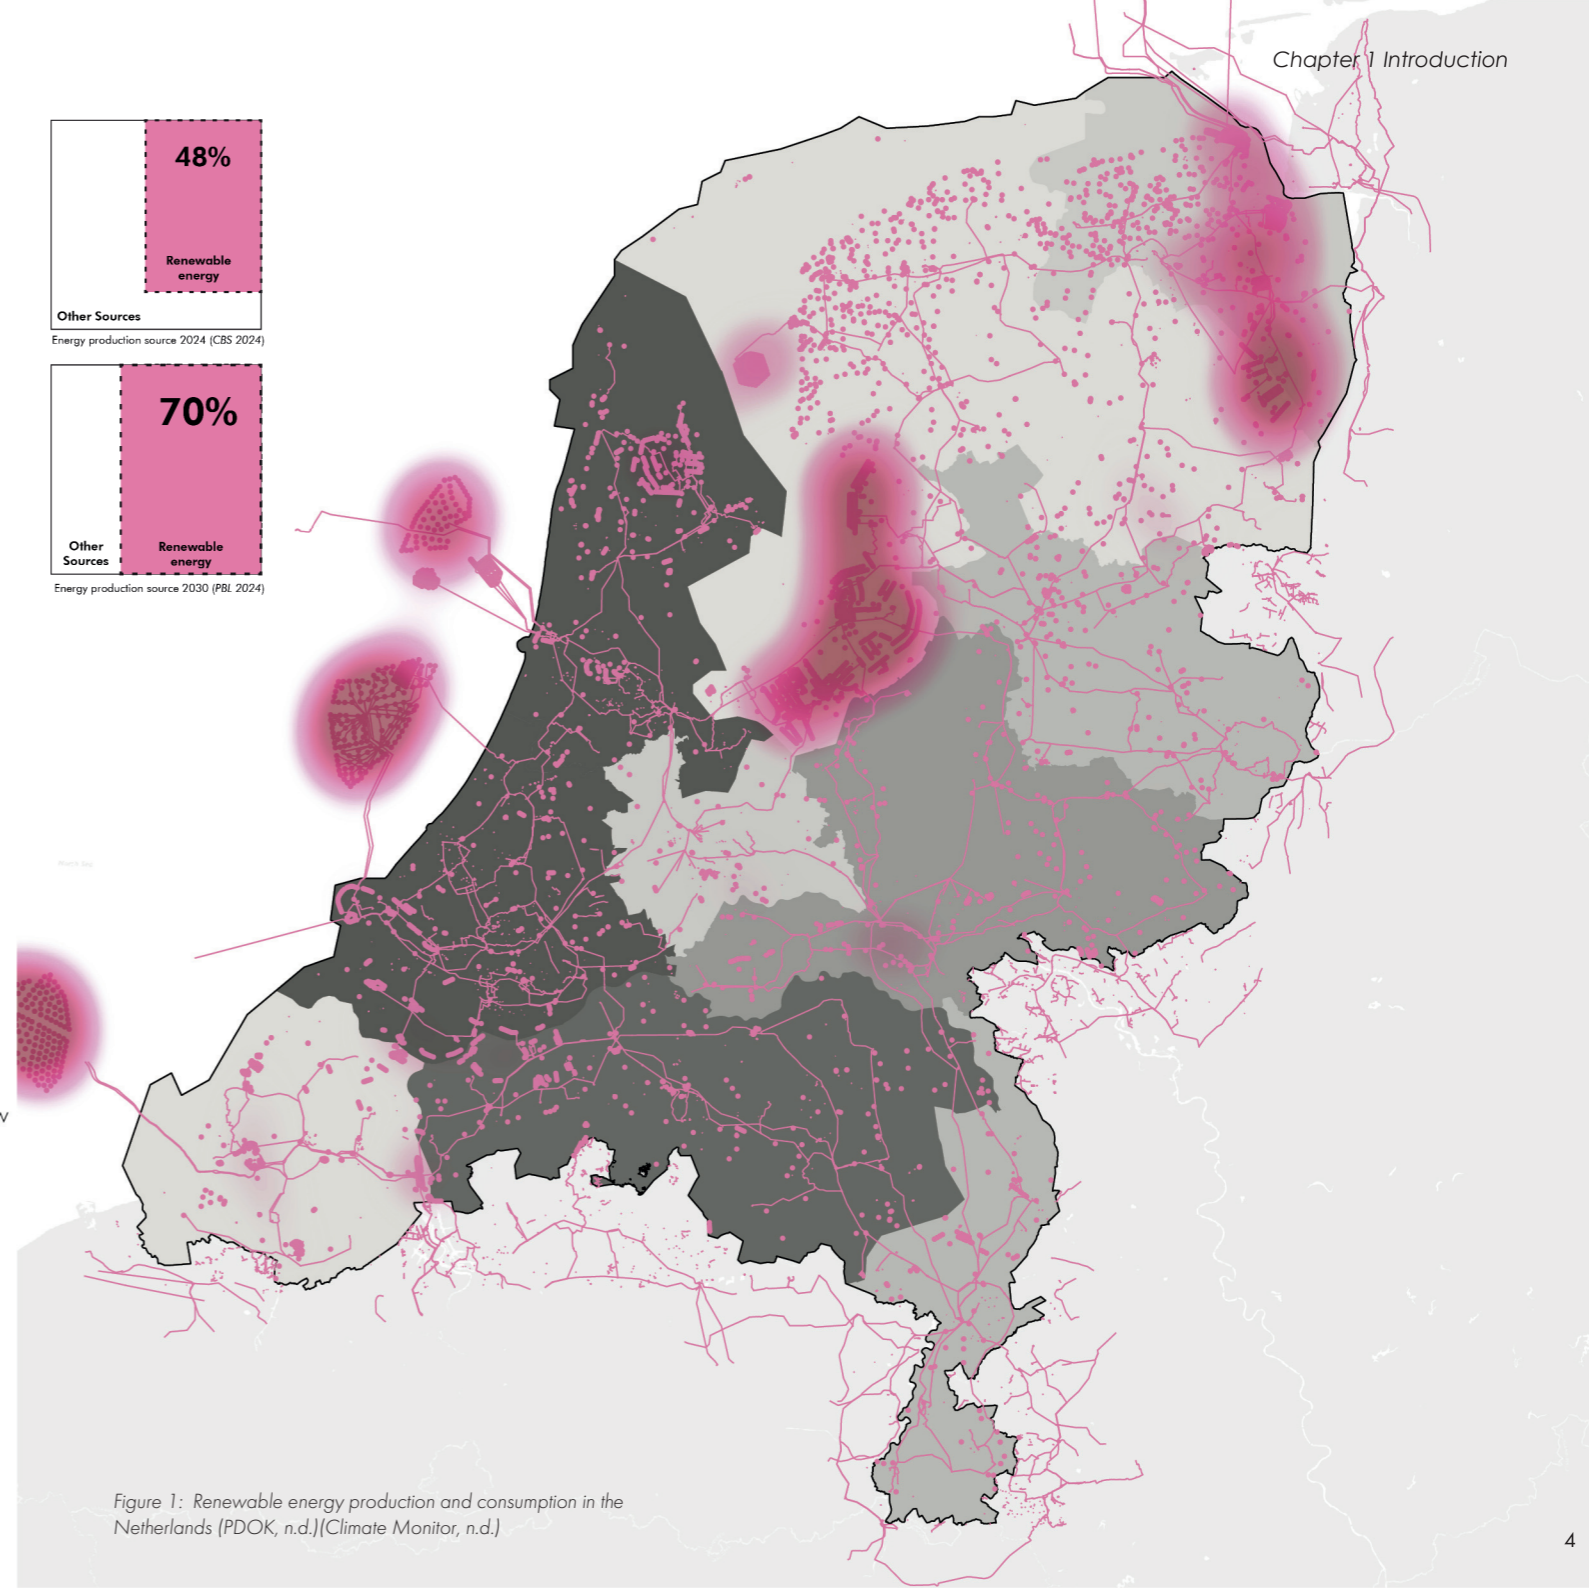 Chapter 1 Introduction
48%
Renewable
energy
Other Sources
Energy production source 2024 (CBS 2024)
70%
Other
Sources
Renewable
energy
Energy production source 2030 (PBL 2024)
Figure 1:  Renewable energy production and consumption in the
Netherlands (PDOK, n.d.)(Climate Monitor, n.d.)
4